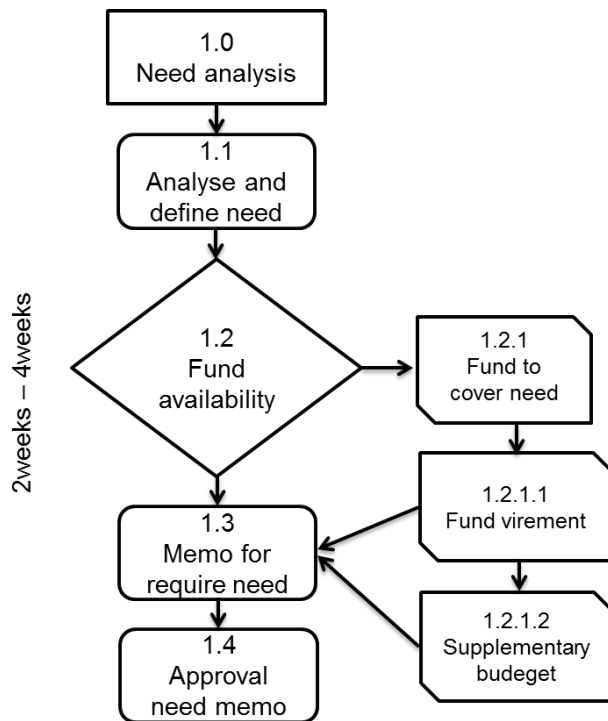 1.0
Need analysis
1.1
Analyse and
define need
2weeks – 4weeks
1.2
Fund
availability
1.2.1
Fund to
cover need
1.2.1.1
Fund virement
1.3
Memo for
require need
1.2.1.2
Supplementary
budeget
1.4
Approval
need memo